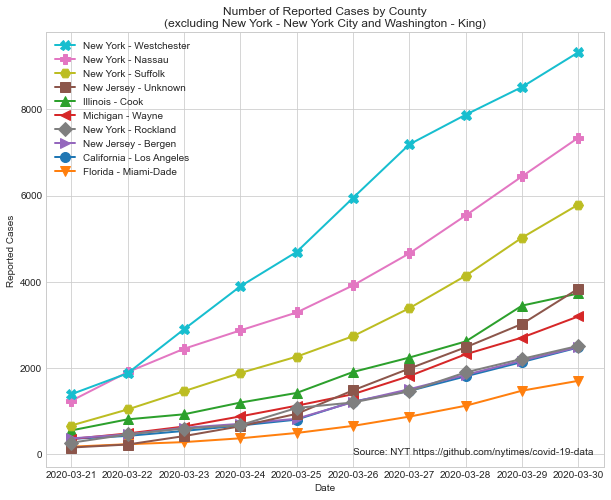 Number of Reported Cases by County
(excluding New York - New York City and Washington - King)
New York - Westchester
New York - Nassau
New York - Suffolk
New Jersey - Unknown
Illinois - Cook
Michigan - Wayne
New York - Rockland
New Jersey - Bergen
California - Los Angeles
Florida - Miami-Dade
8000
6000
4000
2000
0
Reported Cases
Source: NYT https://github.com/nytimes/covid-19-data
2020-03-21 2020-03-22 2020-03-23 2020-03-24 2020-03-25 2020-03-26 2020-03-27 2020-03-28 2020-03-29 2020-03-30
Date